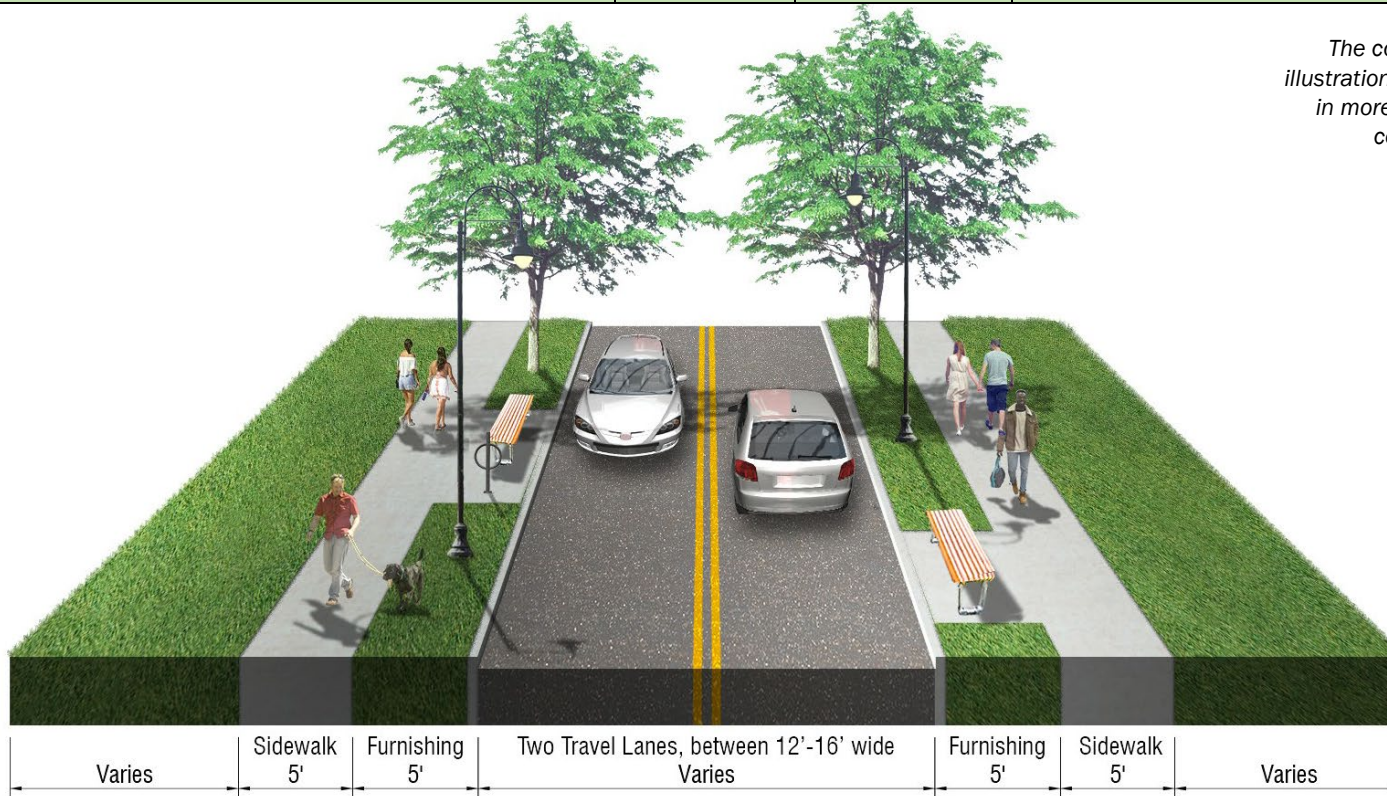 The
illustration
in more
Two Travel Lanes, between 12'-16' wide
Sidewalk Furnishing Furnishing Sidewalk
Varies 5' 5' Varies 5' 5' Varies